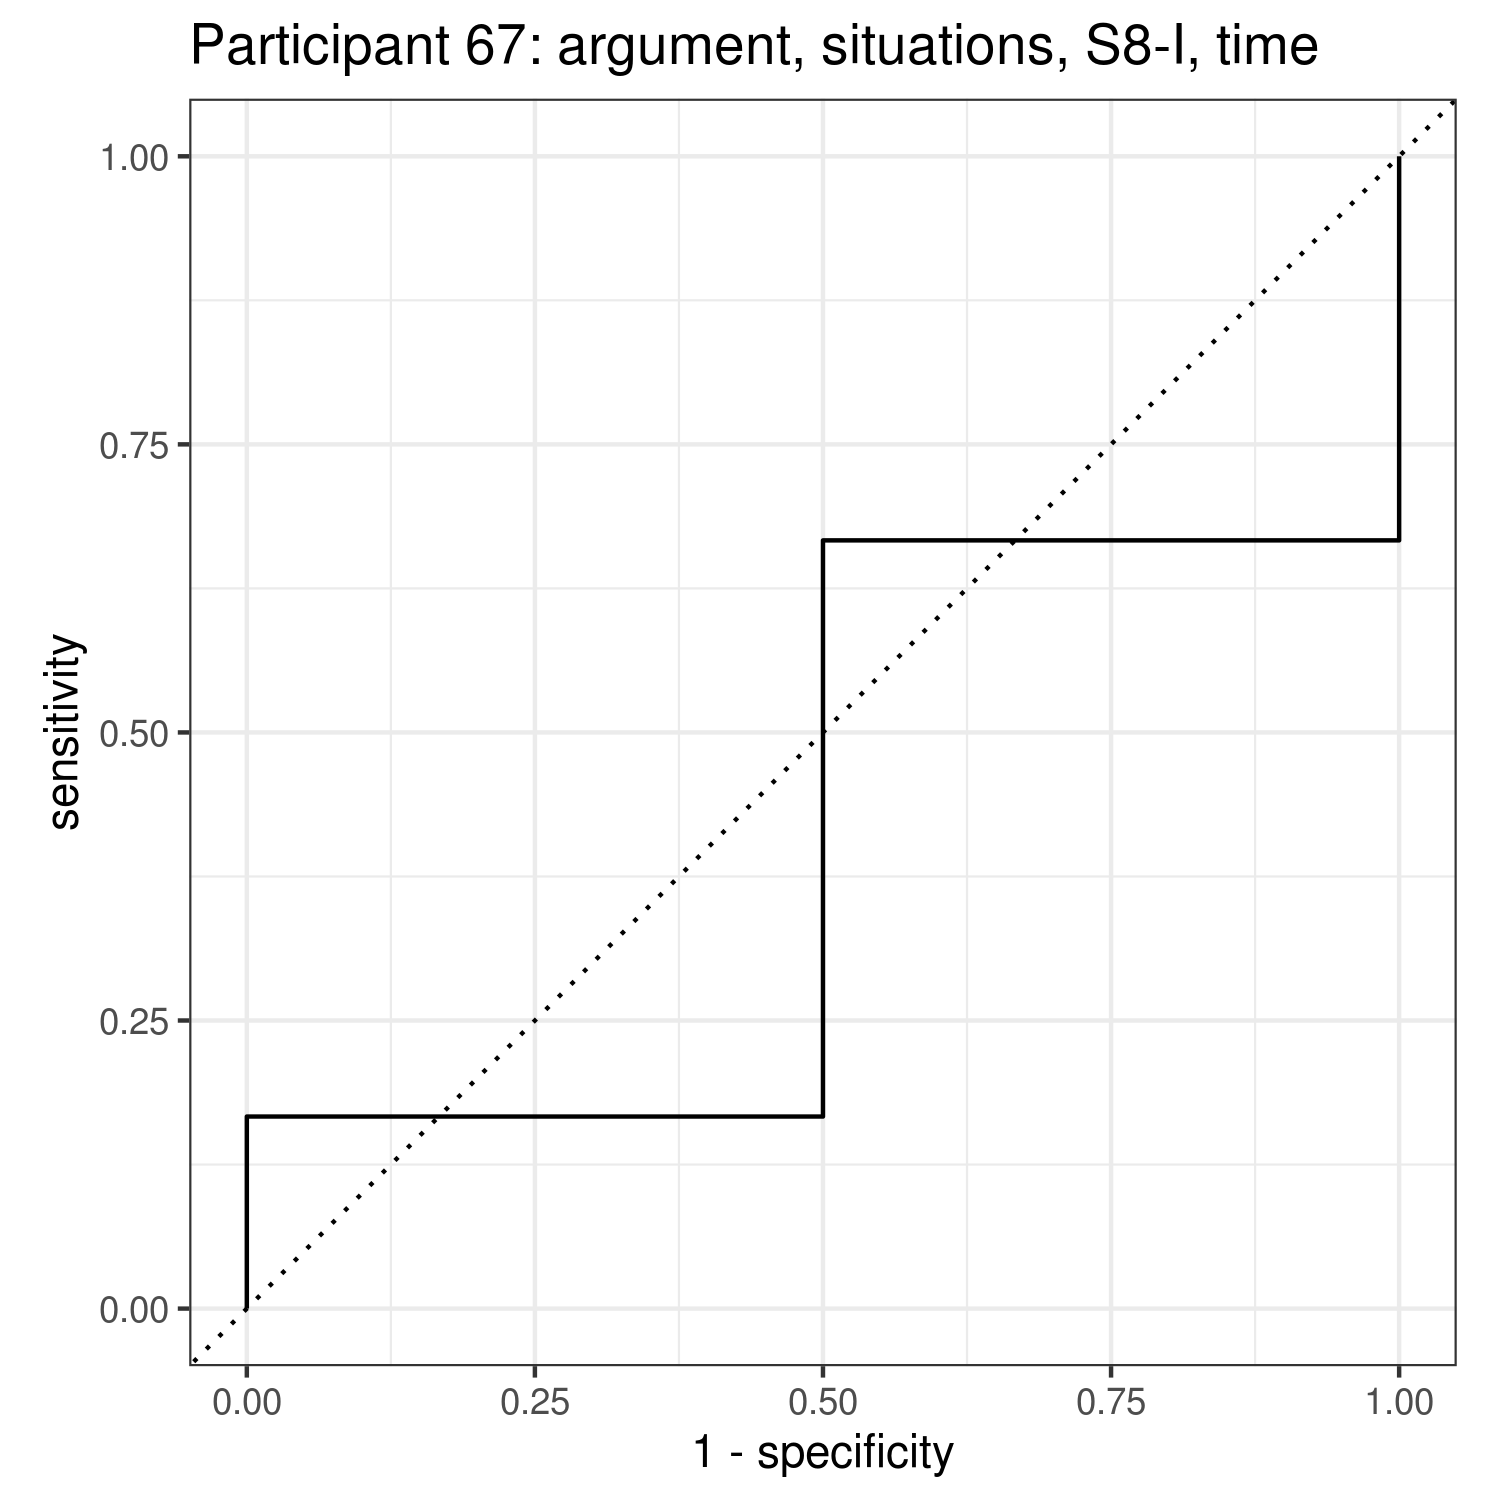 Participant 67: argument, situations, S8-I, time
1.00
0.75
0.50
0.25
0.00
sensitivity
0.00 0.25 0.50 0.75 1.00
1 - specificity